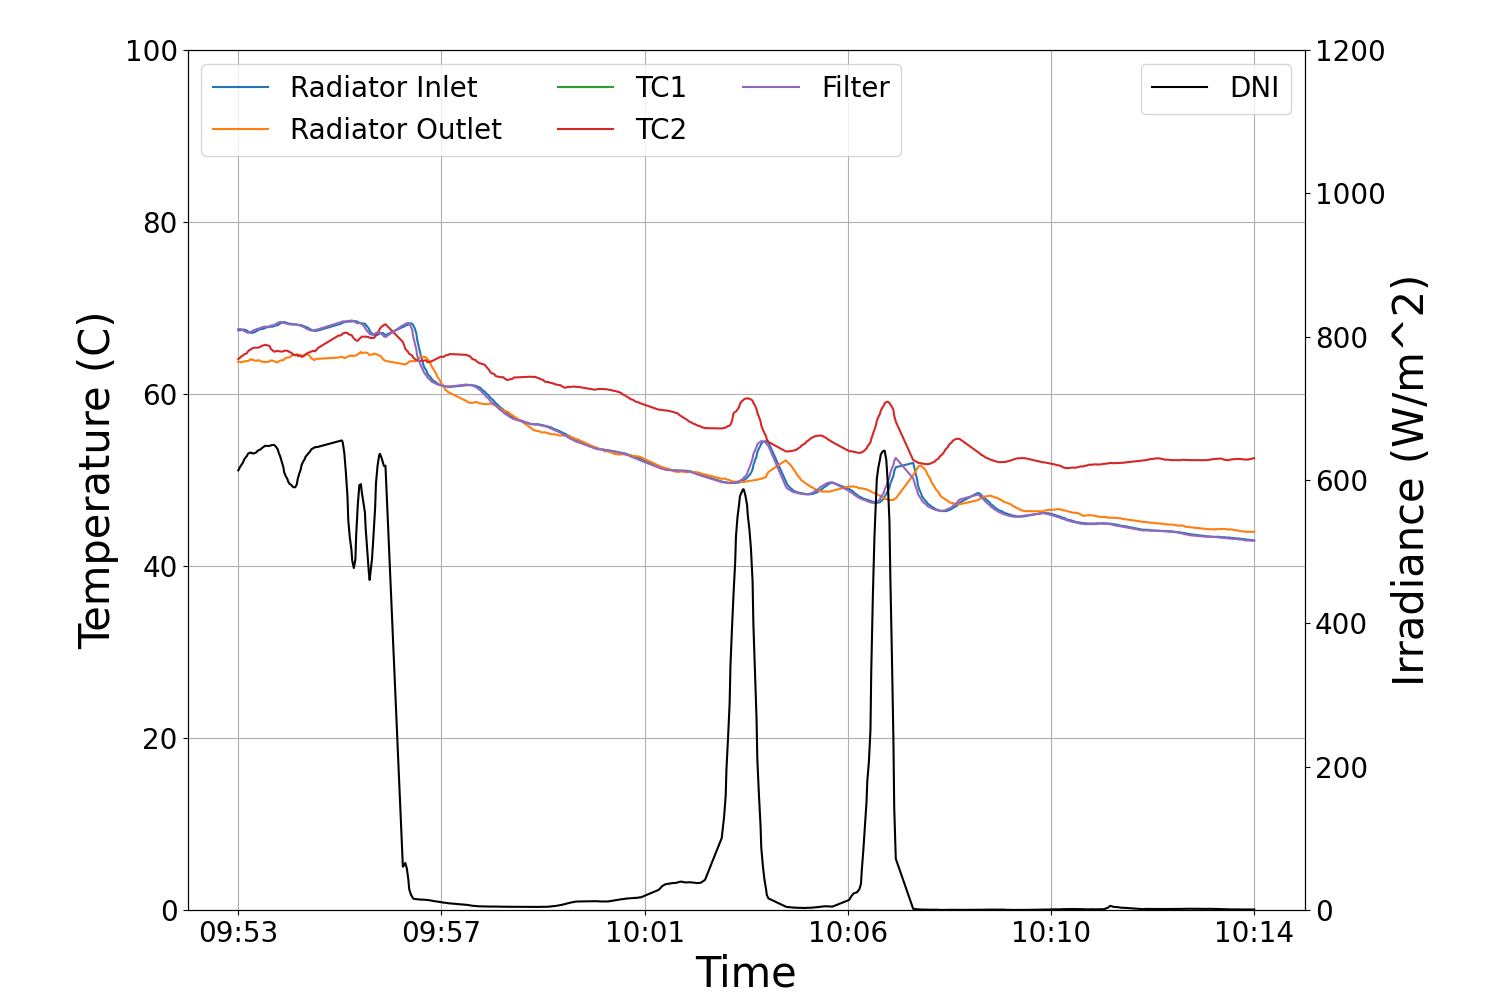 100
80
60
40
20
0
Temperature (C)
Radiator Inlet
Radiator Outlet
TC1
TC2
Filter
DNI
1200
1000
800
600
400
200
0
Irradiance (W/m^2)
09:53 09:57 10:01 10:06 10:10 10:14
Time